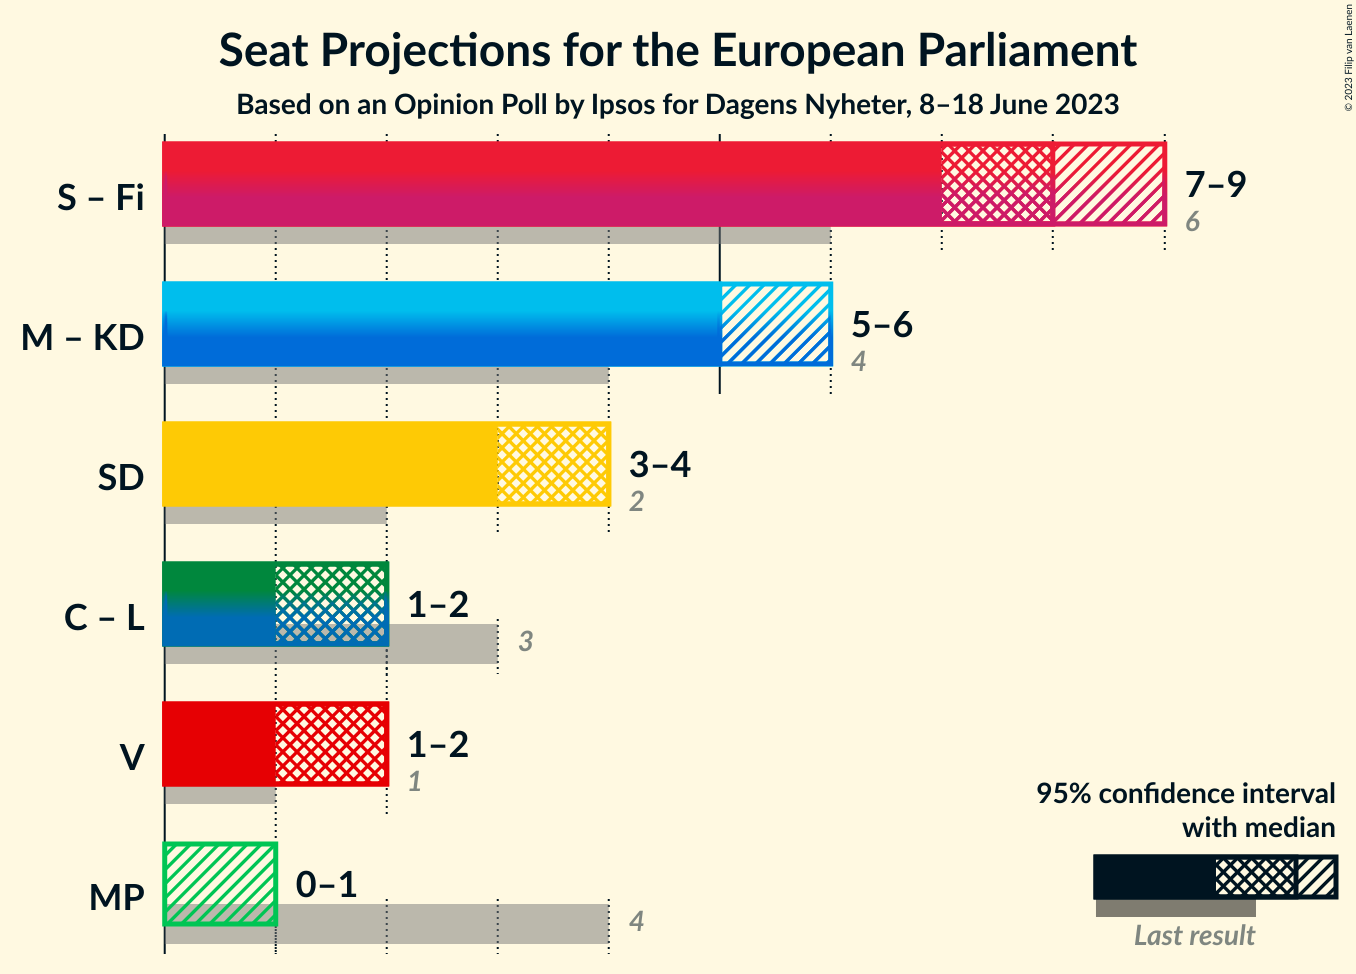 Seat Projections for the European Parliament
Based on an Opinion Poll by Ipsos for Dagens Nyheter, 8–18 June 2023
© 2023 Filip van Laenen
S – Fi
7–9
6
M – KD
5–6
4
SD
3–4
2
C – L
1–2
3
V
1–2
1
MP
0–1
4
95% confidence interval
with median
Last result